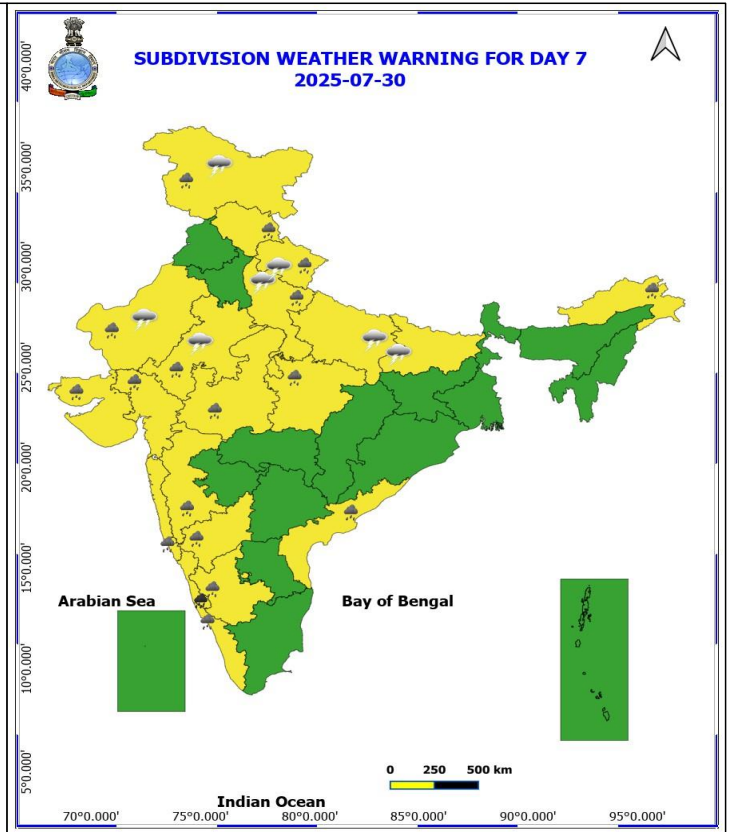 SUBDIVISION WEATHER WARNING FOR DAY 7
2025-07-30
40°0.000'
35°0.000'
30°0.000'
25°0.000'
20°0.000'
15°0.000'
10°0.000'
5°0.000'
Arabian Sea
Bay of Bengal
0 250 500 km
Indian Ocean
70°0.000' 75°0.000' 80°0.000' 85°0.000' 90°0.000' 95°0.000'